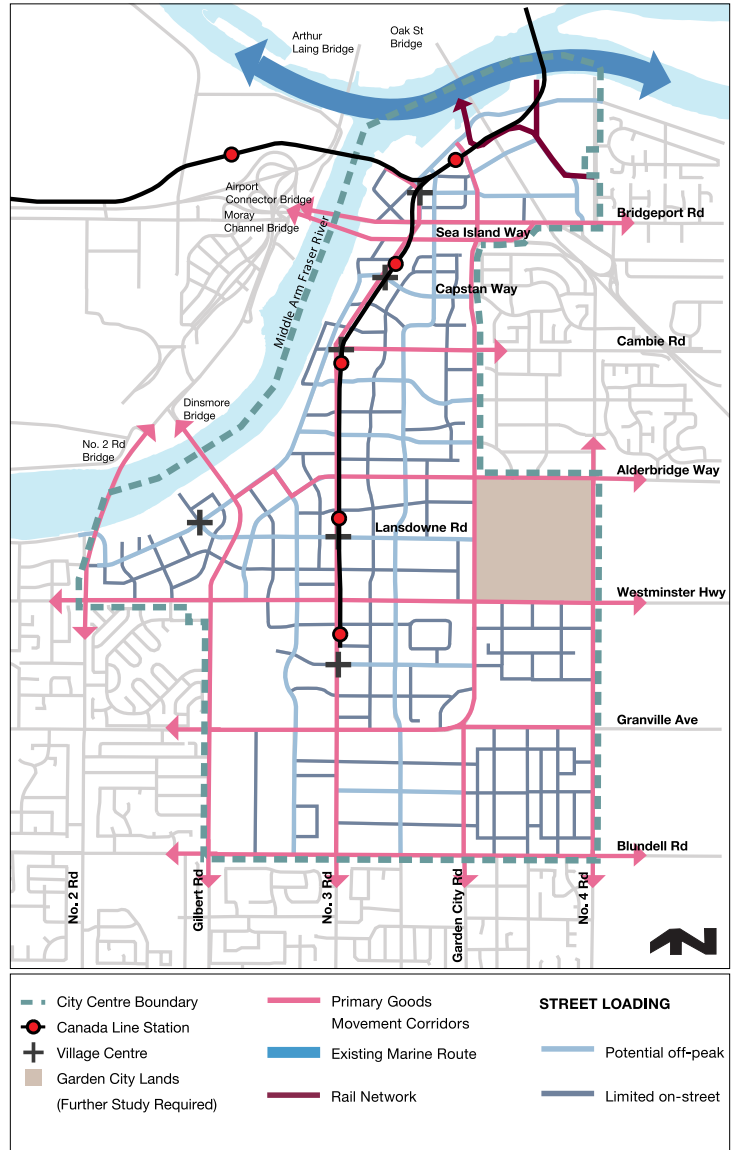 Arthur
Laing Bridge
Oak St
Bridge
Airport
Connector Bridge
Moray
Channel Bridge
Bridgeport Rd
Sea Island Way
Middle Arm Fraser River
Capstan Way
Cambie Rd
Dinsmore
Bridge
No. 2 Rd
Bridge
Alderbridge Way
Lansdowne Rd
Westminster Hwy
Granville Ave
Blundell Rd
No. 2 Rd
Gilbert Rd
No. 3 Rd
Garden City Rd
No. 4 Rd
N
City Centre Boundary
Canada Line Station
Village Centre
Garden City Lands
(Further Study Required)
Primary Goods
Movement Corridors
Existing Marine Route
Rail Network
STREET LOADING
Potential off-peak
Limited on-street